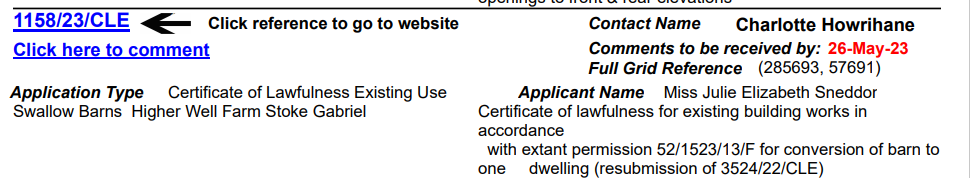 openings to front & rear elevations
1158/23/CLE Click reference to go to website Contact Name Charlotte Howrihane
Click here to comment Comments to be received by: 26-May-23
Full Grid Reference (285693, 57691)
Application Type Certificate of Lawfulness Existing Use Applicant Name Miss Julie Elizabeth Sneddor
Swallow Barns Higher Well Farm Stoke Gabriel Certificate of lawfulness for existing building works in
accordance
with extant permission 52/1523/13/F for conversion of barn to
one dwelling (resubmission of 3524/22/CLE)